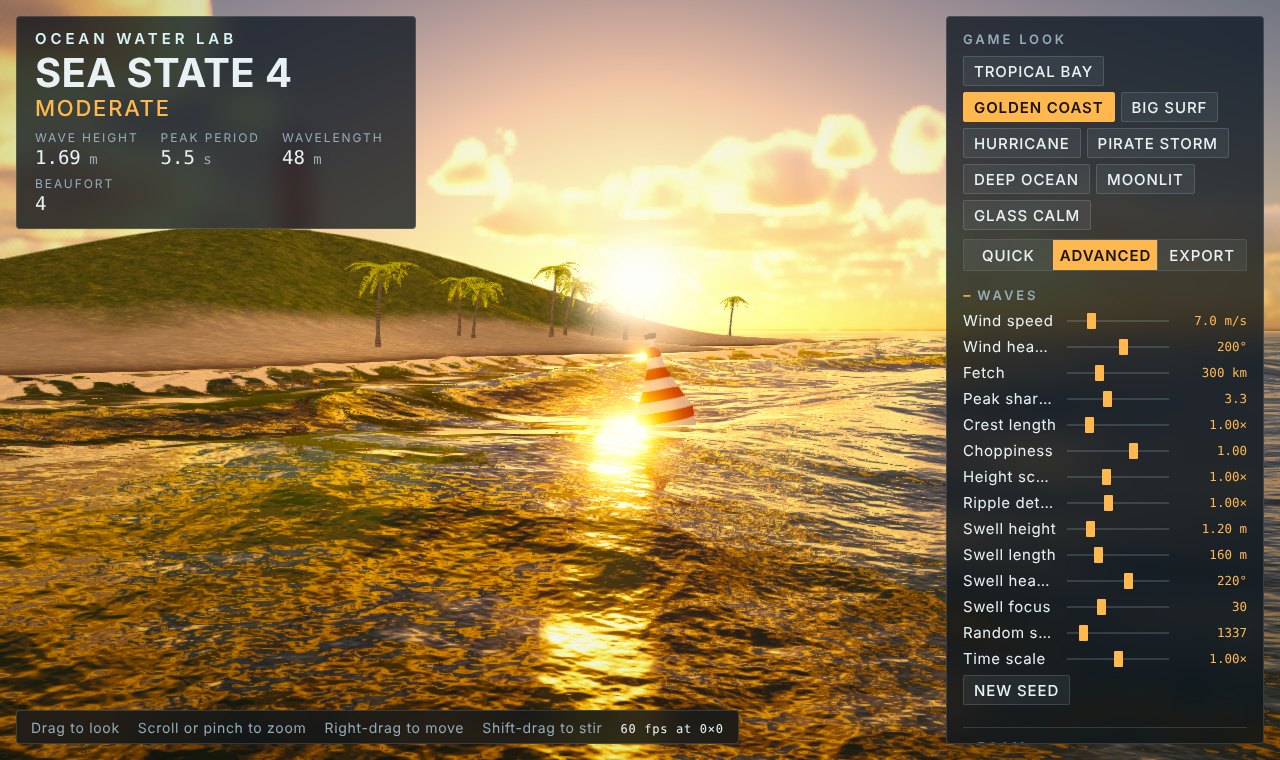 OCEAN WATER LAB
SEA STATE 4
MODERATE
WAVE HEIGHT PEAK PERIOD WAVELENGTH
1.69 m 5.5 s 48 m
BEAUFORT
4
GAME LOOK
TROPICAL BAY
GOLDEN COAST BIG SURF
HURRICANE PIRATE STORM
DEEP OCEAN MOONLIT
GLASS CALM
QUICK ADVANCED EXPORT
– WAVES
Wind speed 7.0 m/s
Wind hea... 200°
Fetch 300 km
Peak shar... 3.3
Crest length 1.00×
Choppiness 1.00
Height sc... 1.00×
Ripple det... 1.00×
Swell height 1.20 m
Swell length 160 m
Swell hea... 220°
Swell focus 30
Random s... 1337
Time scale 1.00×
NEW SEED
Drag to look Scroll or pinch to zoom Right-drag to move Shift-drag to stir 60 fps at 0×0